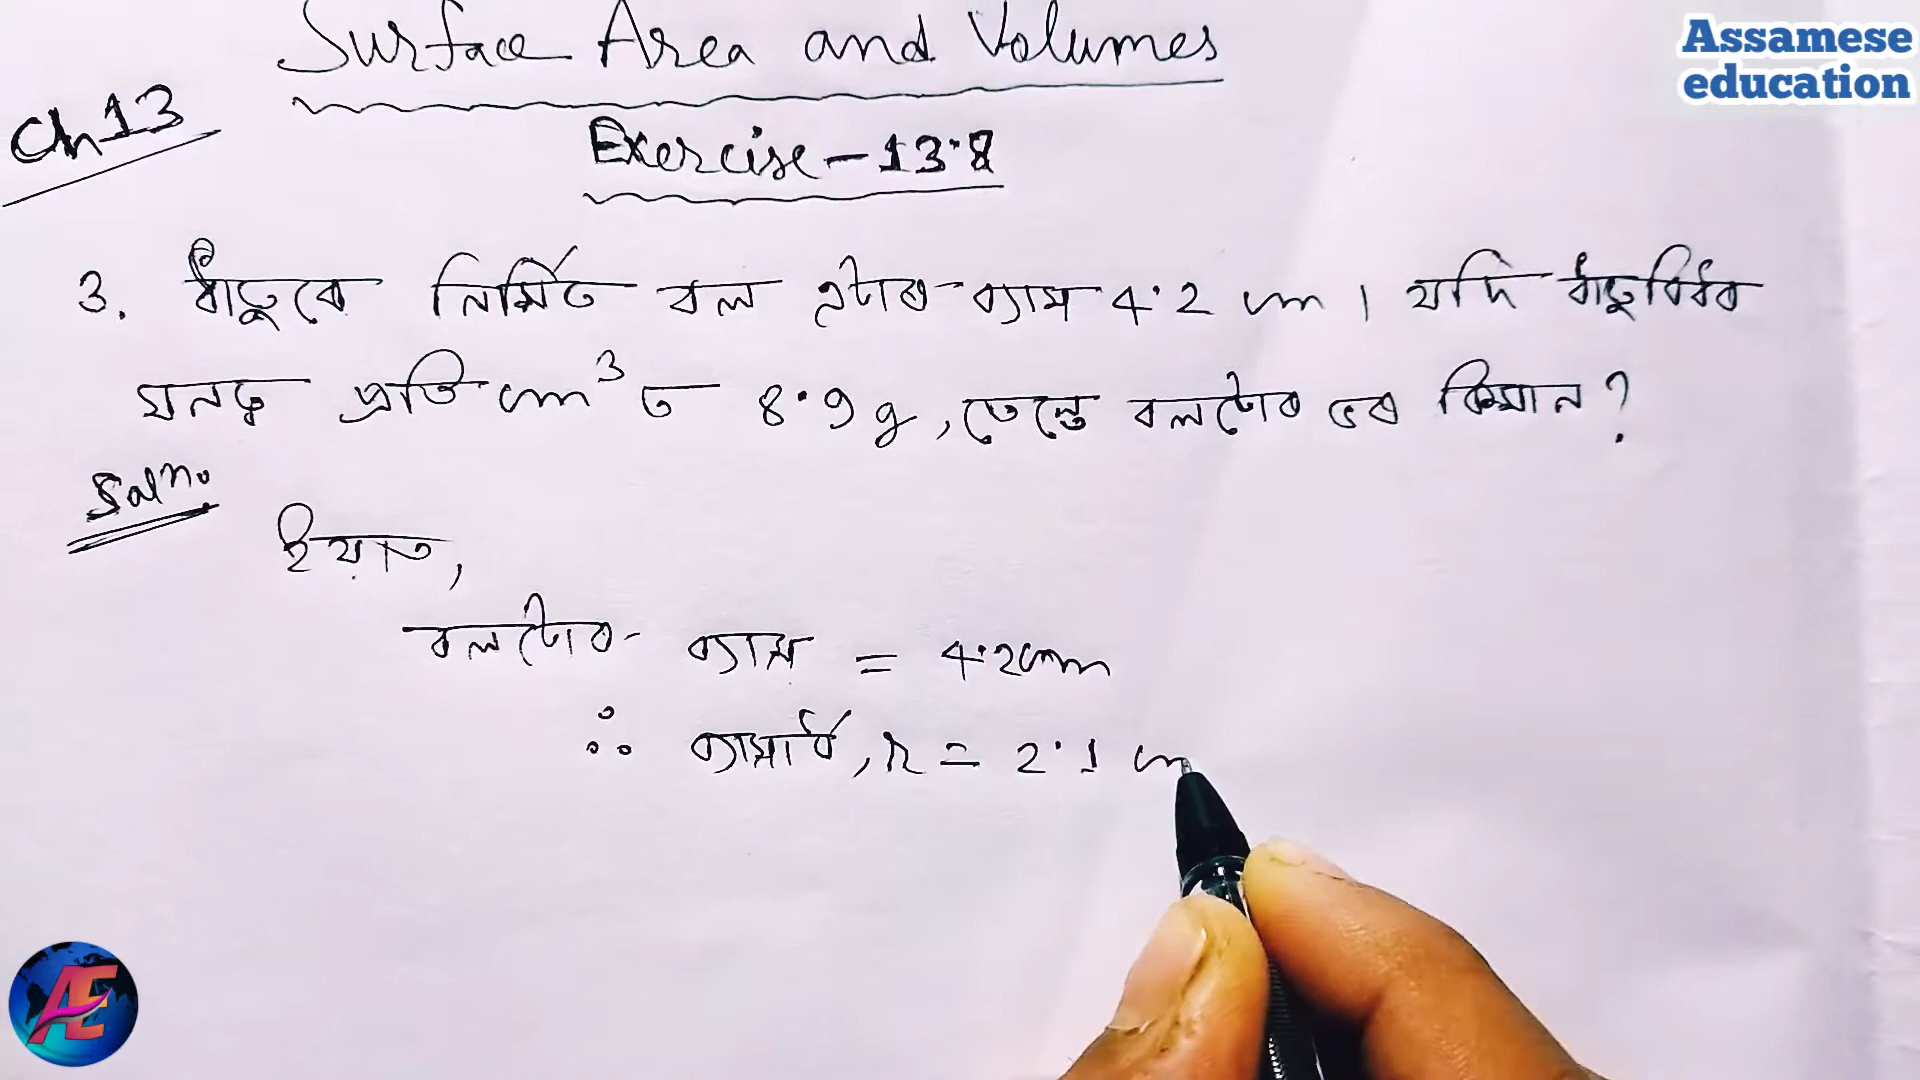 Surface Area and Volumes
Assamese
education
Ch 13
Exercise - 13.8
3. ধাতুৰে নিৰ্মিত বল এটাৰ ব্যাস 4.2 cm । যদি ধাতুবিধৰ
ঘনত্ব প্ৰতি cm³ ত 8.9 g, তেন্তে বলটোৰ ভৰ কিমান?
Solⁿ.
ইয়াত,
বলটোৰ ব্যাস = 4.2cm
∴ ব্যাসাৰ্ধ, r = 2.1 cm
AE